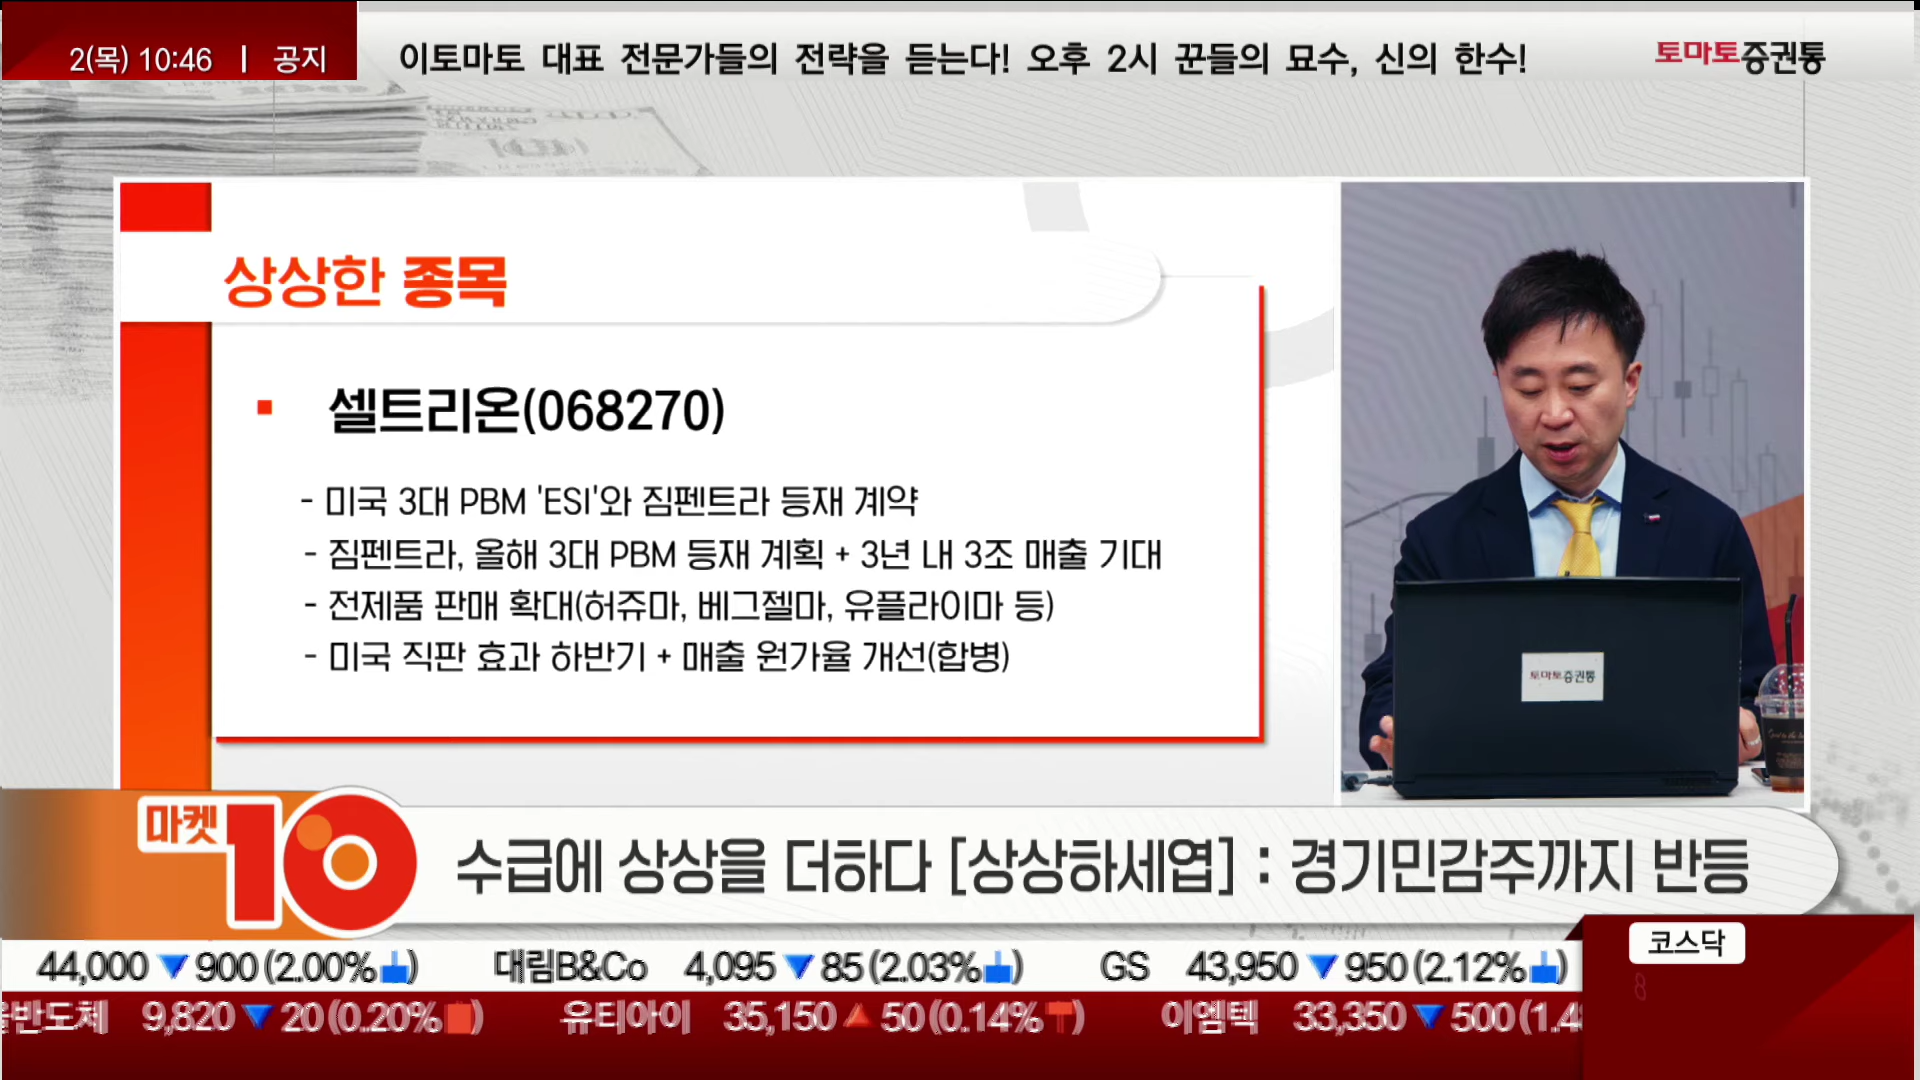 2(목) 10:46 | 공지
이토마토 대표 전문가들의 전략을 듣는다! 오후 2시 꾼들의 묘수, 신의 한수!
토마토증권통
상상한 종목
셀트리온(068270)
- 미국 3대 PBM 'ESI'와 짐펜트라 등재 계약
- 짐펜트라, 올해 3대 PBM 등재 계획 + 3년 내 3조 매출 기대
- 전제품 판매 확대(허쥬마, 베그젤마, 유플라이마 등)
- 미국 직판 효과 하반기 + 매출 원가율 개선(합병)
토마토증권통
마켓10
수급에 상상을 더하다 [상상하세엽] : 경기민감주까지 반등
44,000 ▼ 900 (2.00%) 대림B&Co 4,095 ▼ 85 (2.03%) GS 43,950 ▼ 950 (2.12%)
코스닥
반도체 9,820 ▼ 20 (0.20%) 유티아이 35,150 ▲ 50 (0.14%) 이엠텍 33,350 ▼ 500 (1.4